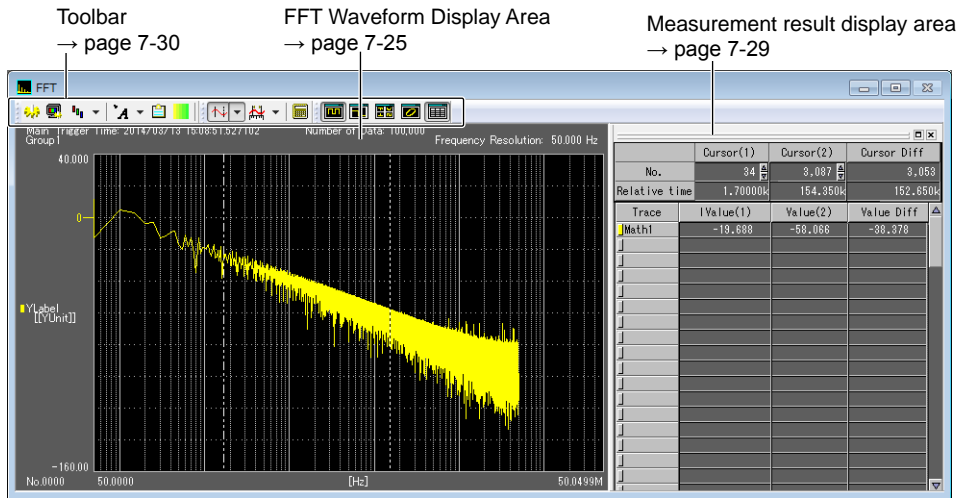 Toolbar
→ page 7-30
FFT Waveform Display Area
→ page 7-25
Measurement result display area
→ page 7-29
FFT
Main Trigger Time: 2014/03/13 15:08:51.527102 Number of Data: 100,000
Group1 Frequency Resolution: 50.000 Hz
40.000
0
YLabel
[[YUnit]]
-160.00
No.0000 50.0000 [Hz] 50.0499M
Cursor(1) Cursor(2) Cursor Diff
No. 34 3,087 3,053
Relative time 1.70000k 154.350k 152.650k
Trace lValue(1) Value(2) Value Diff
Math1 -19.688 -58.066 -38.378